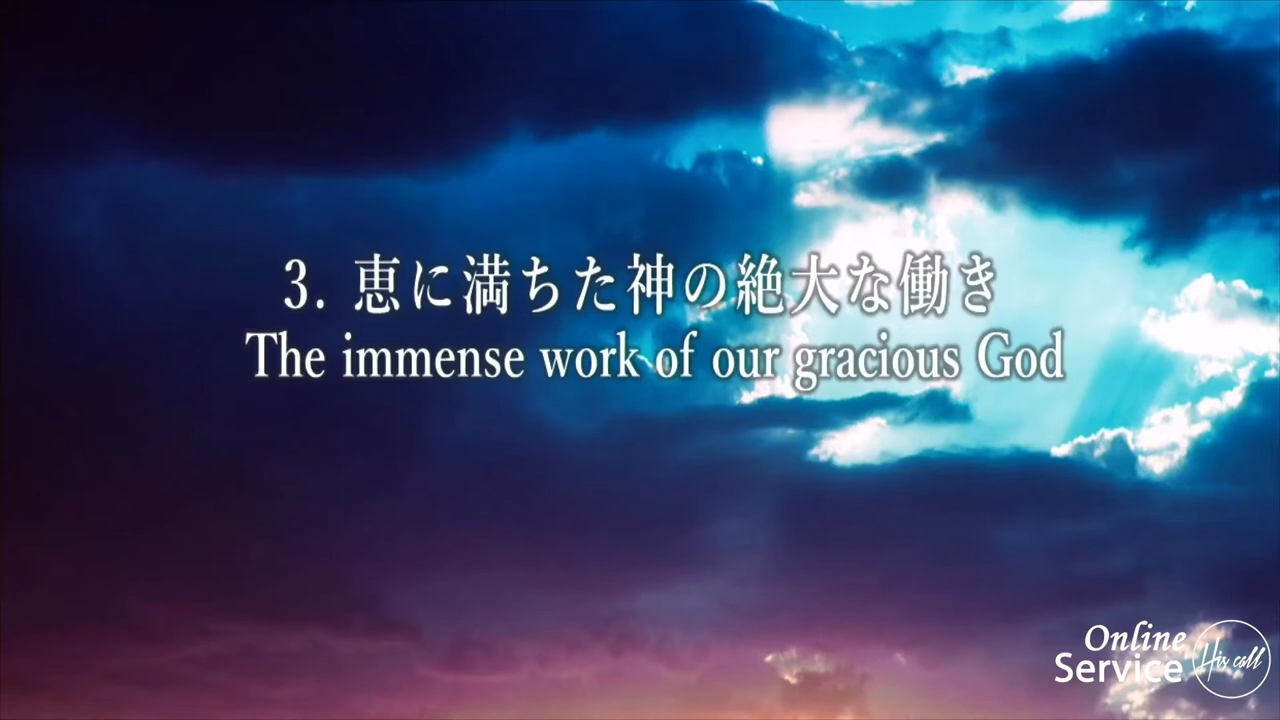 3. 恵に満ちた神の絶大な働き
The immense work of our gracious God
Online
Service
His call